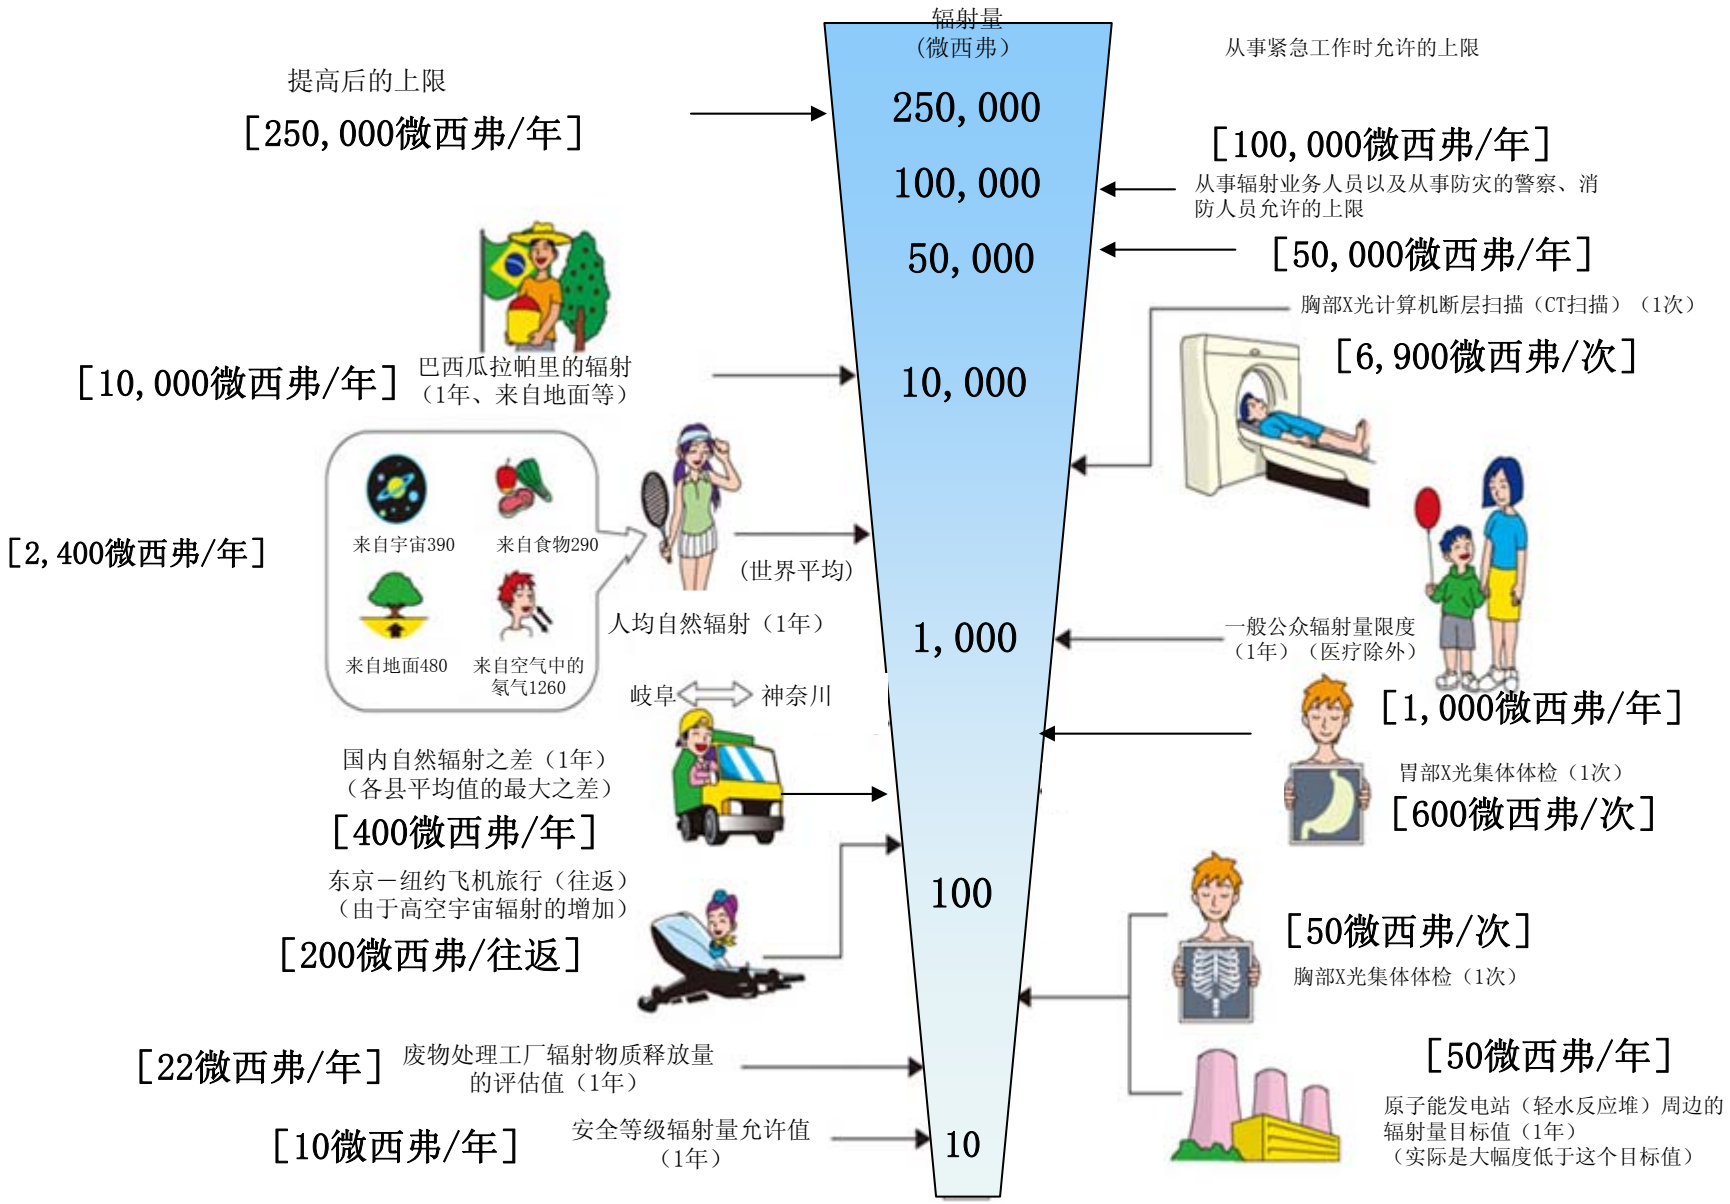 辐射量
(微西弗)
250,000
100,000
50,000
10,000
1,000
100
10
提高后的上限
[250,000微西弗/年]
[10,000微西弗/年]
巴西瓜拉帕里的辐射
（1年、来自地面等）
来自宇宙390
来自食物290
来自地面480
来自空气中的
氡气1260
[2,400微西弗/年]
(世界平均)
人均自然辐射（1年）
岐阜
神奈川
国内自然辐射之差（1年）
（各县平均值的最大之差）
[400微西弗/年]
东京－纽约飞机旅行（往返）
（由于高空宇宙辐射的增加）
[200微西弗/往返]
[22微西弗/年]
废物处理工厂辐射物质释放量
的评估值（1年）
[10微西弗/年]
安全等级辐射量允许值
（1年）
从事紧急工作时允许的上限
[100,000微西弗/年]
从事辐射业务人员以及从事防灾的警察、消
防人员允许的上限
[50,000微西弗/年]
胸部X光计算机断层扫描（CT扫描）（1次）
[6,900微西弗/次]
一般公众辐射量限度
（1年）（医疗除外）
[1,000微西弗/年]
胃部X光集体体检（1次）
[600微西弗/次]
[50微西弗/次]
胸部X光集体体检（1次）
[50微西弗/年]
原子能发电站（轻水反应堆）周边的
辐射量目标值（1年）
（实际是大幅度低于这个目标值）